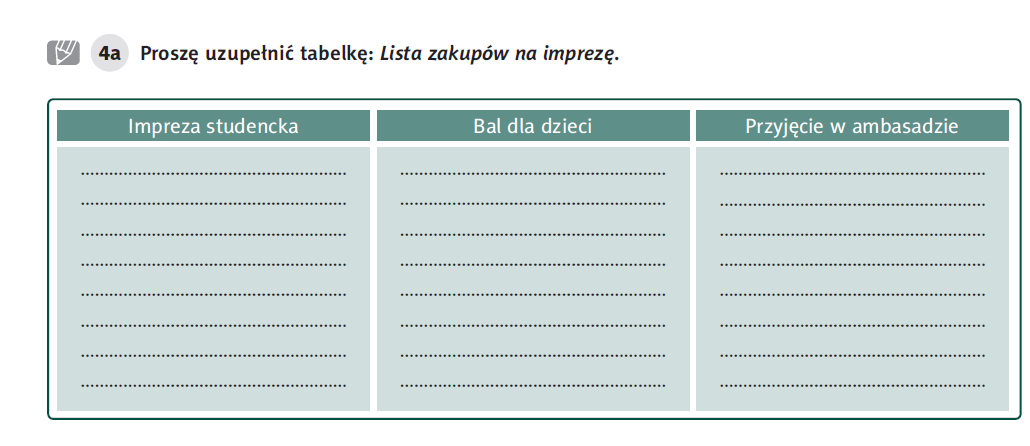 4a Proszę uzupełnić tabelkę: Lista zakupów na imprezę.
Impreza studencka
Bal dla dzieci
Przyjęcie w ambasadzie